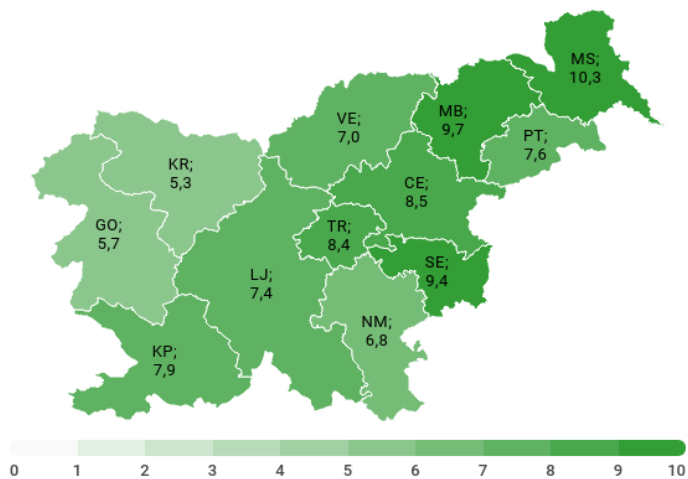 MS;
10,3
MB;
9,7
VE;
7,0
PT;
7,6
KR;
5,3
CE;
8,5
GO;
5,7
TR;
8,4
SE;
9,4
LJ;
7,4
NM;
6,8
KP;
7,9
0 1 2 3 4 5 6 7 8 9 10